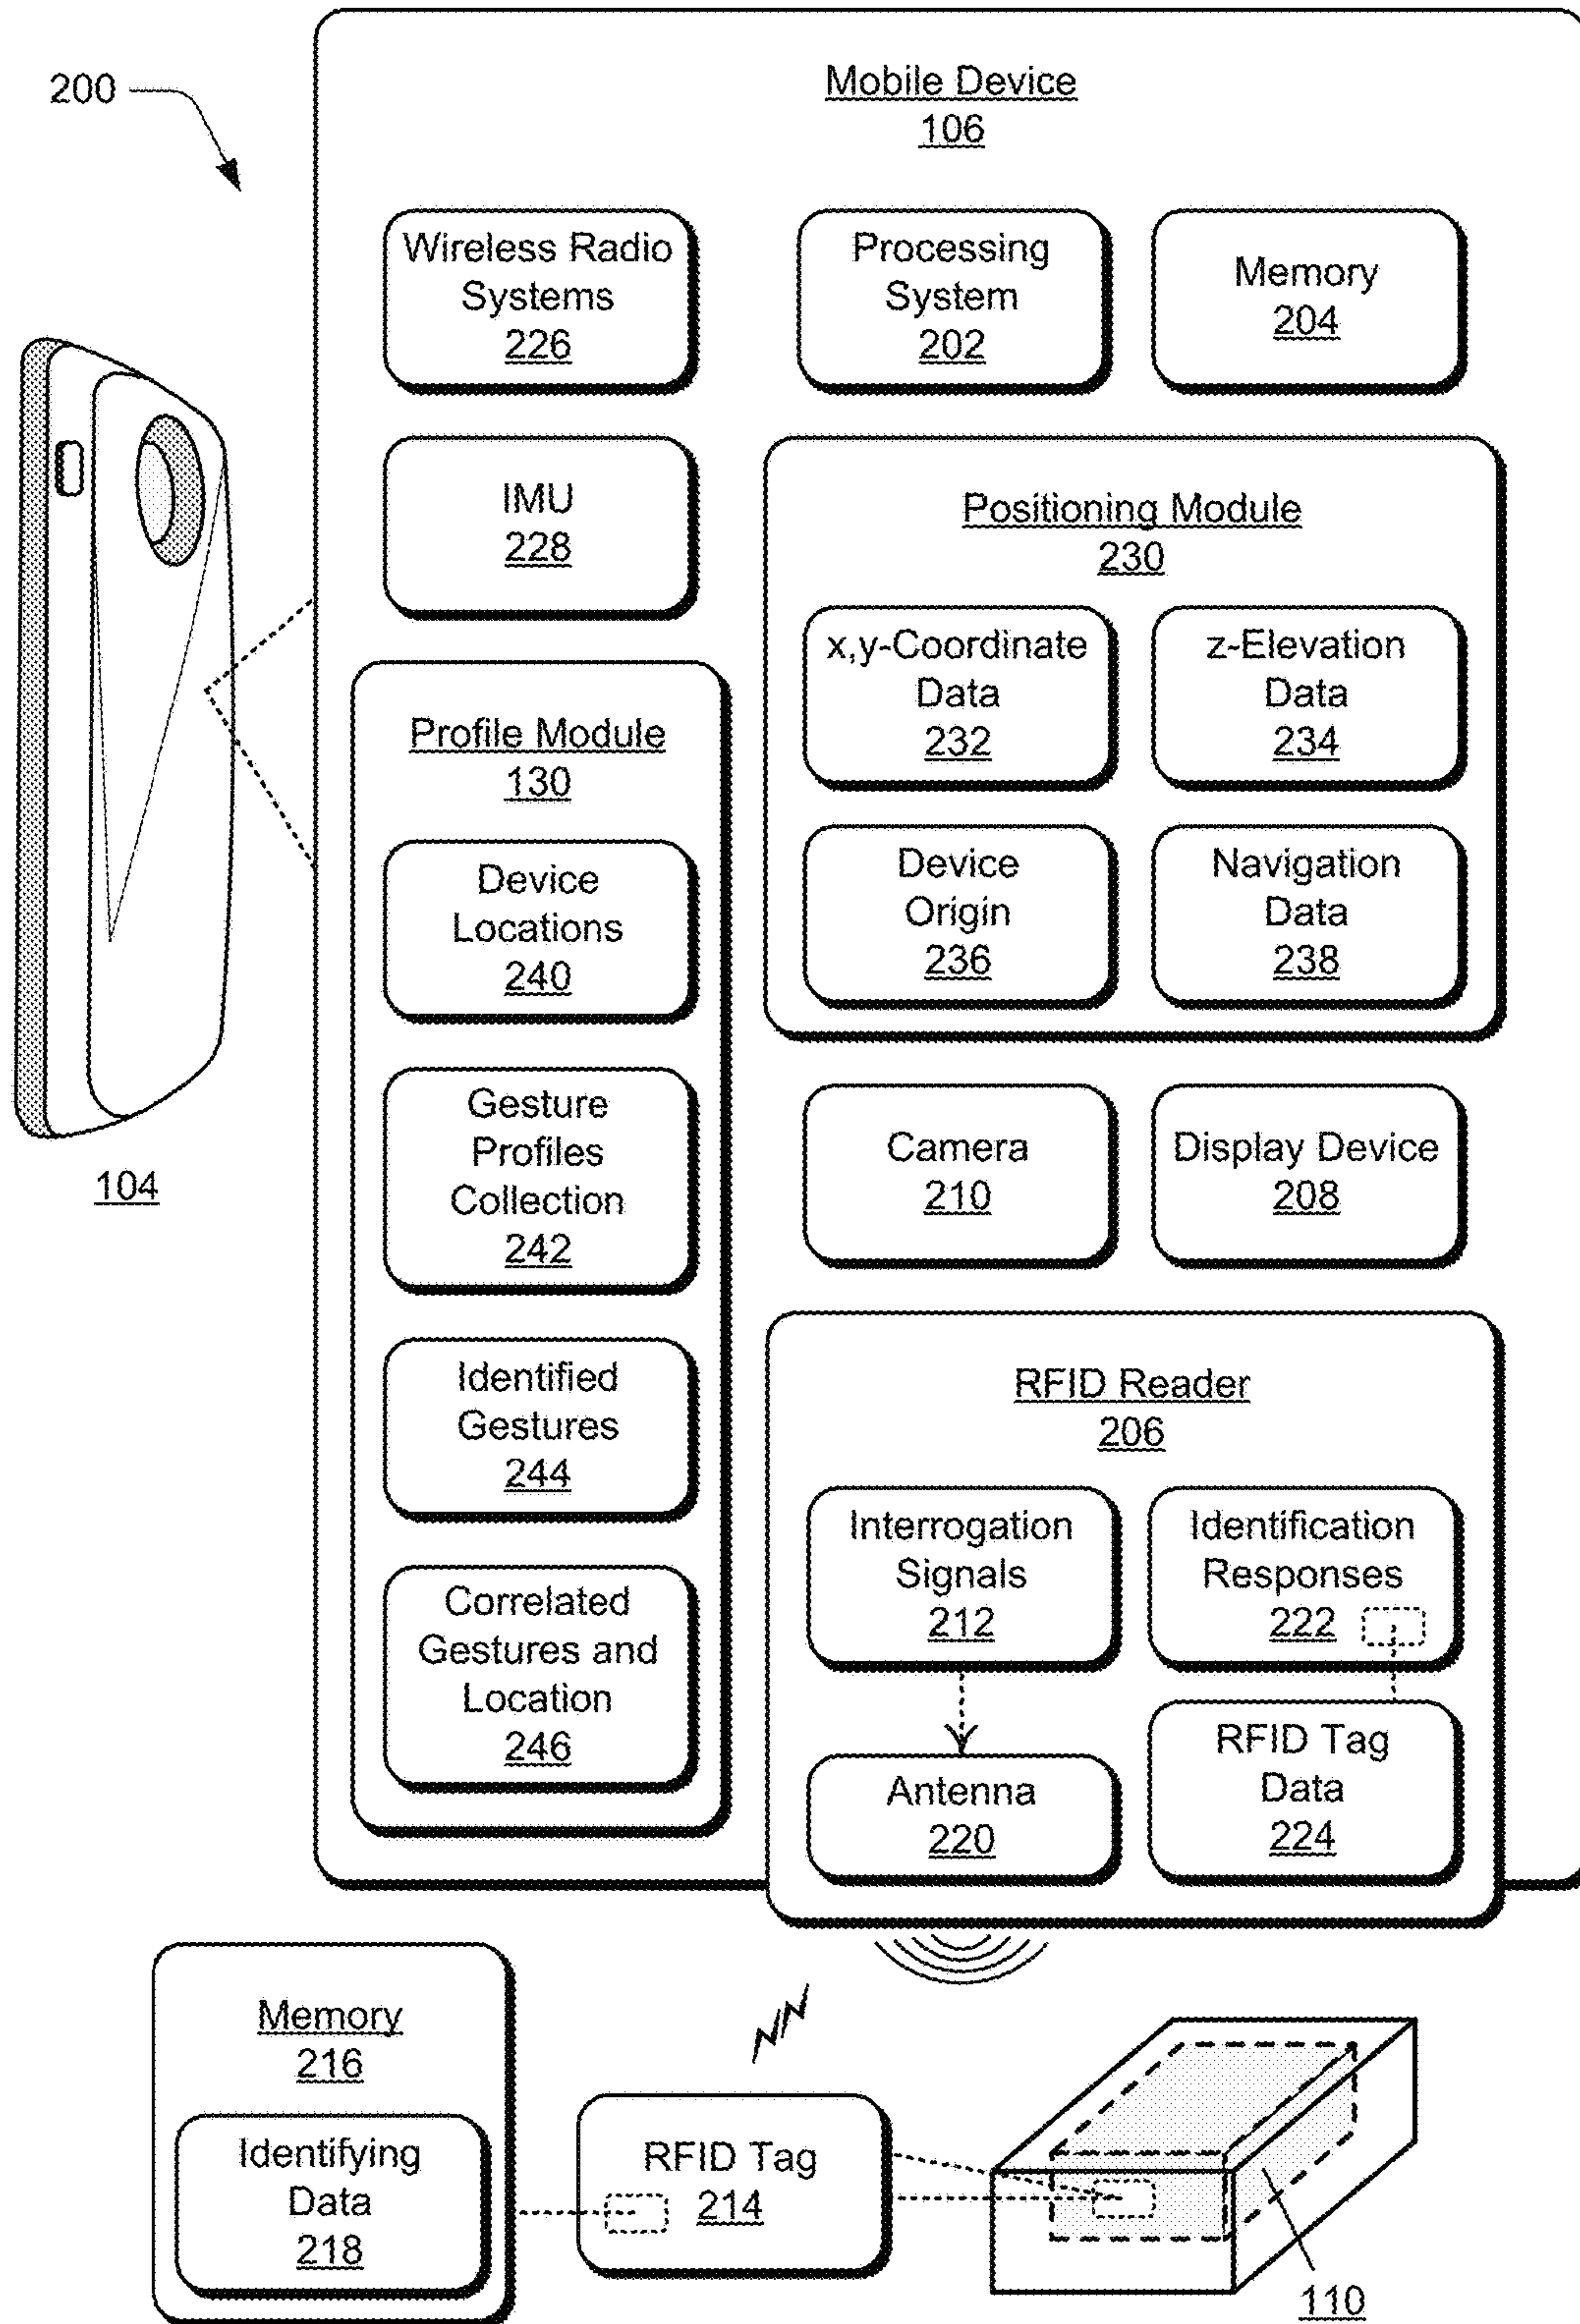 200
Mobile Device
106
Wireless Radio
Systems
226
Processing
System
202
Memory
204
IMU
228
Positioning Module
230
x,y-Coordinate
Data
232
z-Elevation
Data
234
Device
Origin
236
Navigation
Data
238
Profile Module
130
Device
Locations
240
Gesture
Profiles
Collection
242
Identified
Gestures
244
Correlated
Gestures and
Location
246
104
Camera
210
Display Device
208
RFID Reader
206
Interrogation
Signals
212
Identification
Responses
222
Antenna
220
RFID Tag
Data
224
Memory
216
Identifying
Data
218
RFID Tag
214
110